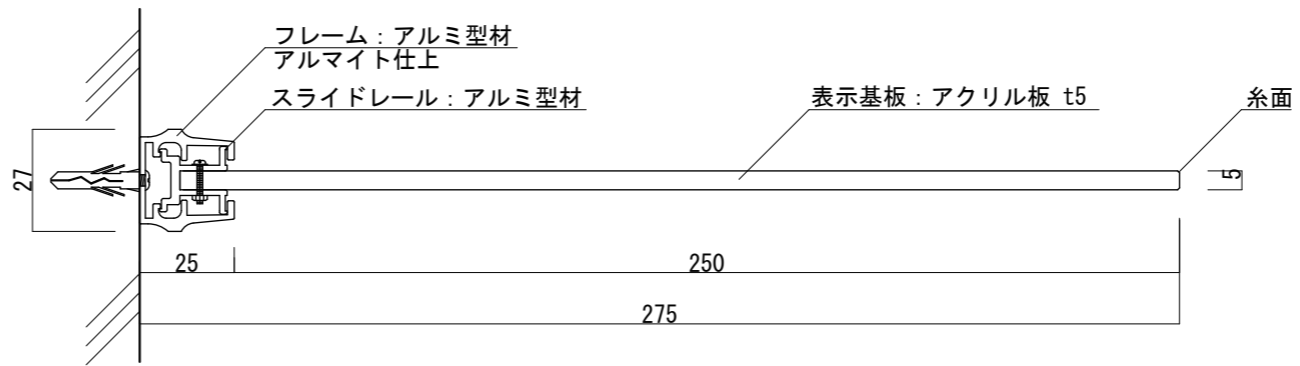 フレーム：アルミ型材
アルマイト仕上
スライドレール：アルミ型材
表示基板：アクリル板 t5
糸面
27
5
25
250
275